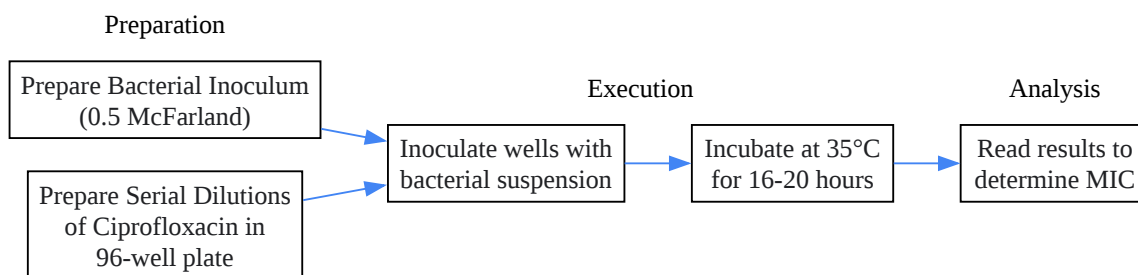 Preparation
Prepare Bacterial Inoculum
(0.5 McFarland)
Prepare Serial Dilutions
of Ciprofloxacin in
96-well plate
Execution
Inoculate wells with
bacterial suspension
Incubate at 35°C
for 16-20 hours
Analysis
Read results to
determine MIC